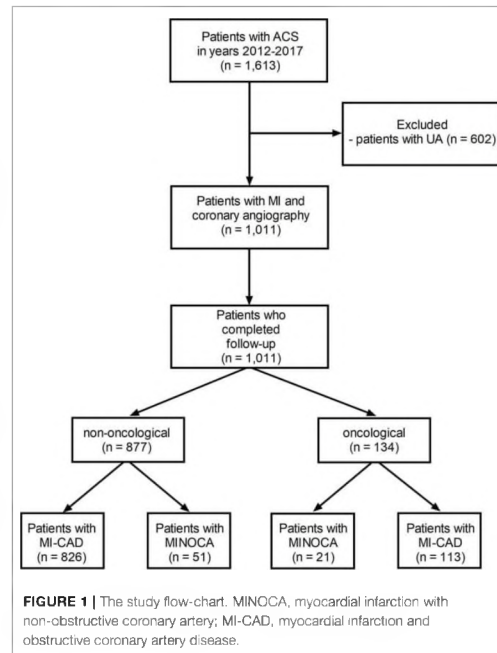 Patients with ACS
in years 2012-2017
(n = 1,613)
Excluded
- patients with UA (n = 602)
Patients with MI and
coronary angiography
(n = 1,011)
Patients who
completed
follow-up
(n = 1,011)
non-oncological
(n = 877)
oncological
(n = 134)
Patients with
MI-CAD
(n = 826)
Patients with
MINOCA
(n = 51)
Patients with
MINOCA
(n = 21)
Patients with
MI-CAD
(n = 113)
FIGURE 1 | The study flow-chart. MINOCA, myocardial infarction with
non-obstructive coronary artery; MI-CAD, myocardial infarction and
obstructive coronary artery disease.